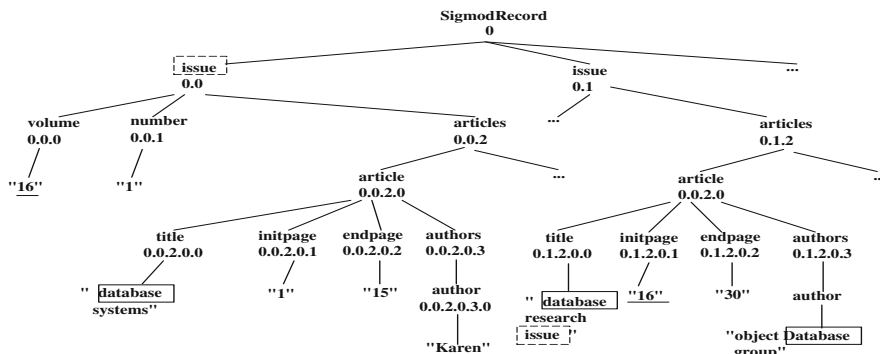 SigmodRecord
0
issue issue ...
0.0 0.1
volume number articles ... articles
0.0.0 0.0.1 0.0.2 0.1.2
"16" "1" article ... article ...
0.0.2.0 0.0.2.0
title initpage endpage authors title initpage endpage authors
0.0.2.0.0 0.0.2.0.1 0.0.2.0.2 0.0.2.0.3 0.1.2.0.0 0.1.2.0.1 0.1.2.0.2 0.1.2.0.3
" database "1" "15" author " database "16" "30" author
systems" 0.0.2.0.3.0 research
issue "
"Karen" "object Database
group"